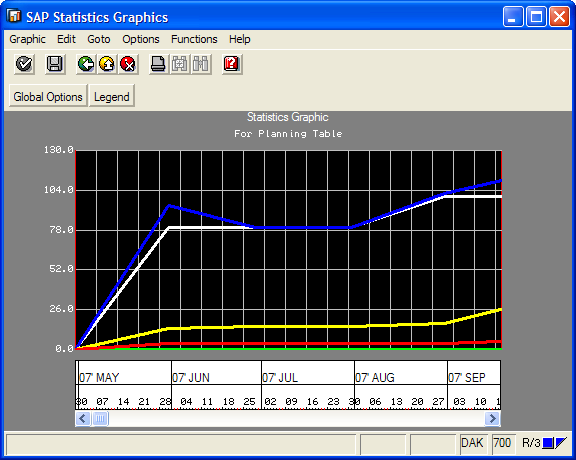 SAP Statistics Graphics
Graphic Edit Goto Options Functions Help
Global Options Legend
Statistics Graphic
For Planning Table
130.0
104.0
78.0
52.0
26.0
0.0
07' MAY 07' JUN 07' JUL 07' AUG 07' SEP
30 07 14 21 28 04 11 18 25 02 09 16 23 30 06 13 20 27 03 10 1
DAK 700 R/3